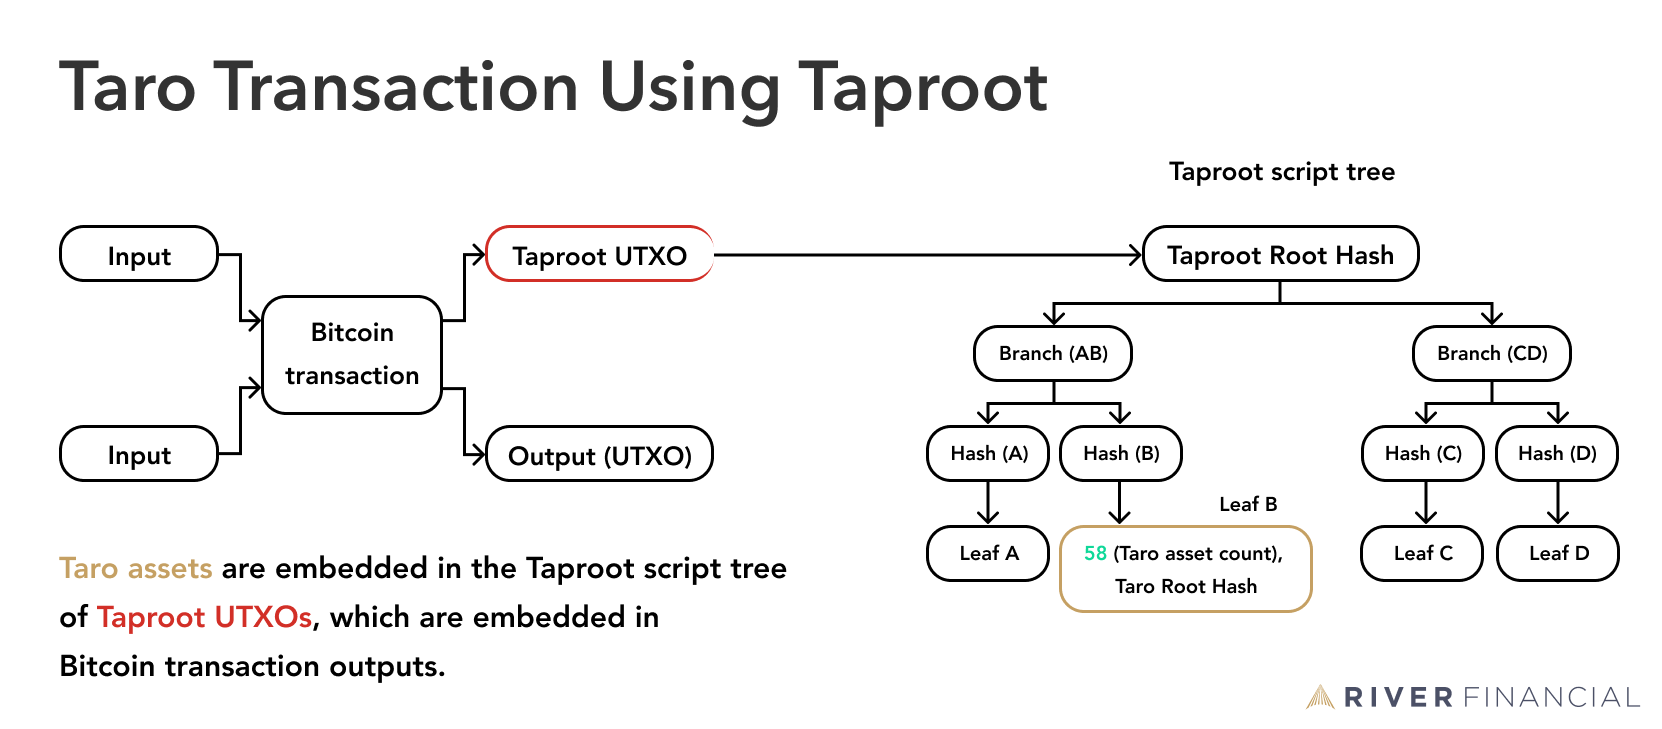 Taro Transaction Using Taproot
Taproot script tree
Input
Taproot UTXO
Taproot Root Hash
Bitcoin
transaction
Branch (AB)
Branch (CD)
Input
Output (UTXO)
Hash (A)
Hash (B)
Hash (C)
Hash (D)
Leaf B
Leaf A
58 (Taro asset count),
Taro Root Hash
Leaf C
Leaf D
Taro assets are embedded in the Taproot script tree
of Taproot UTXOs, which are embedded in
Bitcoin transaction outputs.
RIVER FINANCIAL